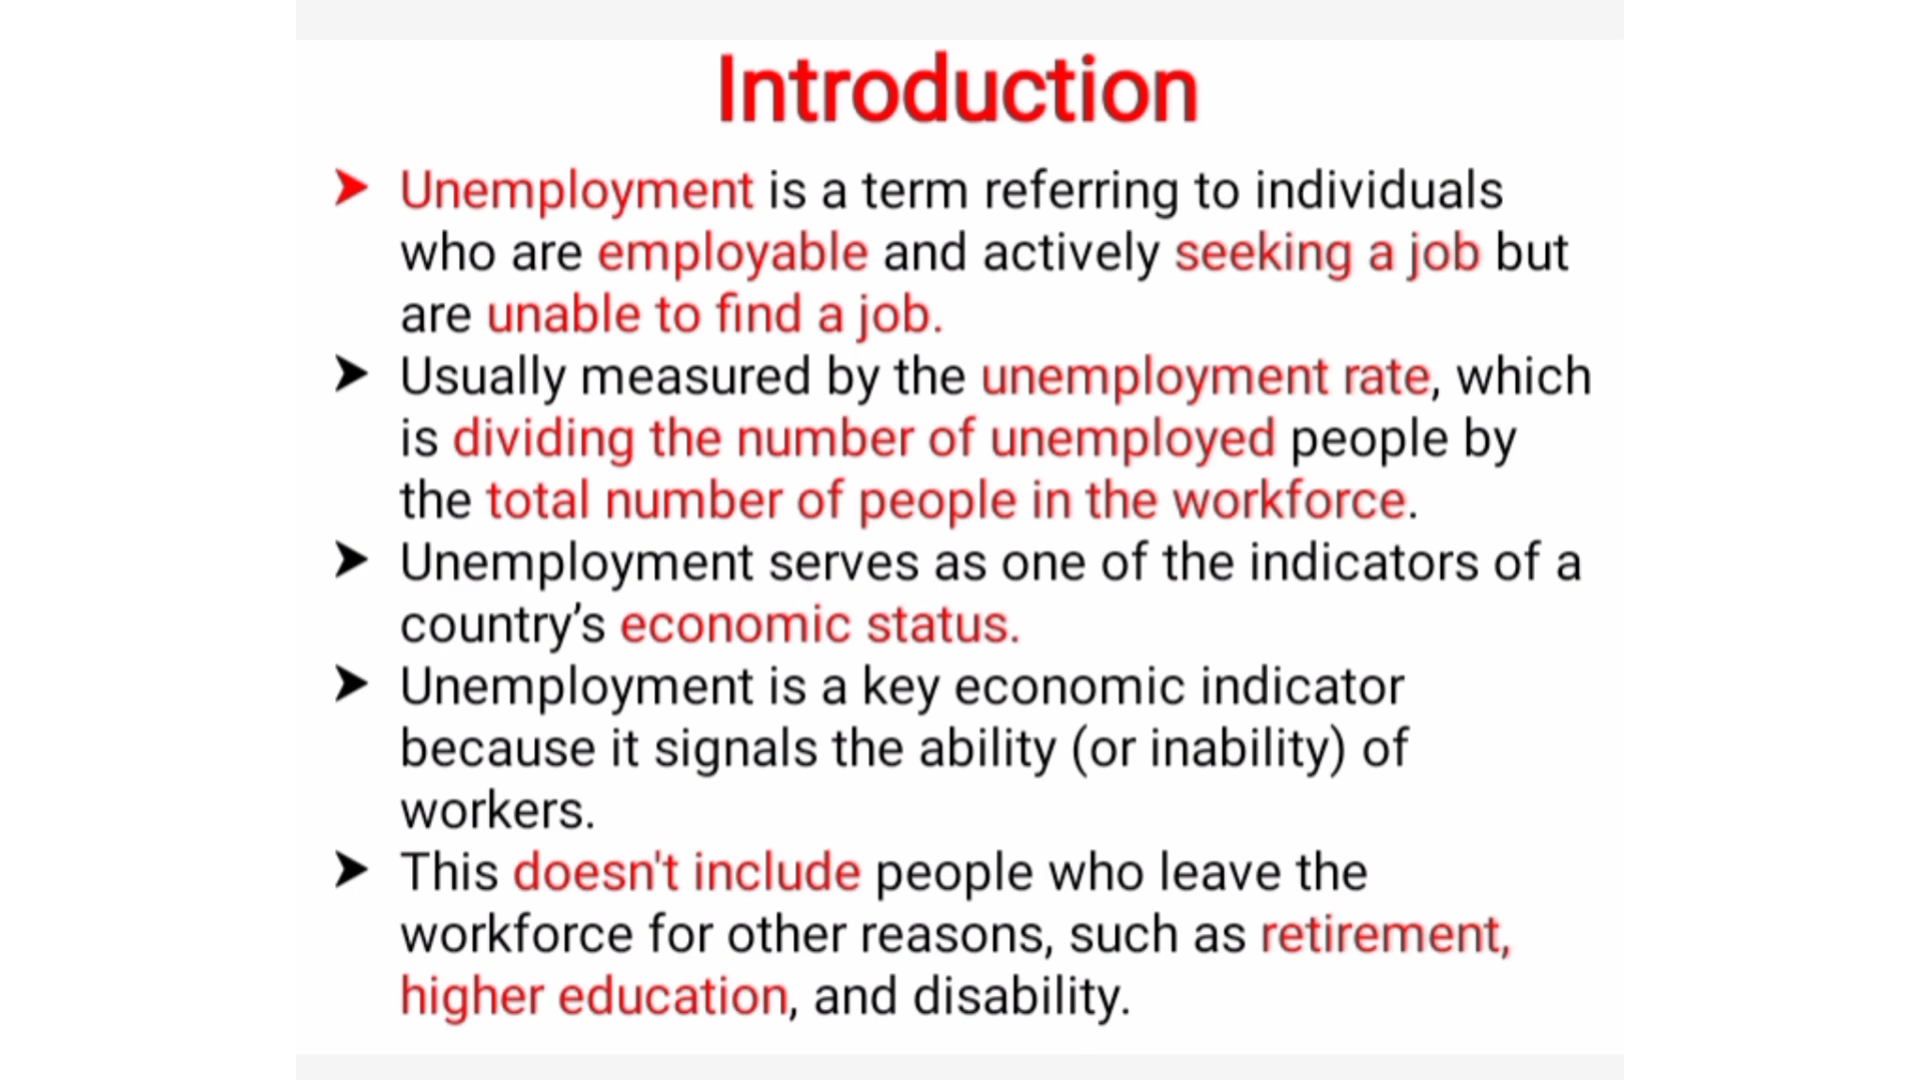 Introduction
➤ Unemployment is a term referring to individuals
who are employable and actively seeking a job but
are unable to find a job.
➤ Usually measured by the unemployment rate, which
is dividing the number of unemployed people by
the total number of people in the workforce.
➤ Unemployment serves as one of the indicators of a
country’s economic status.
➤ Unemployment is a key economic indicator
because it signals the ability (or inability) of
workers.
➤ This doesn't include people who leave the
workforce for other reasons, such as retirement,
higher education, and disability.